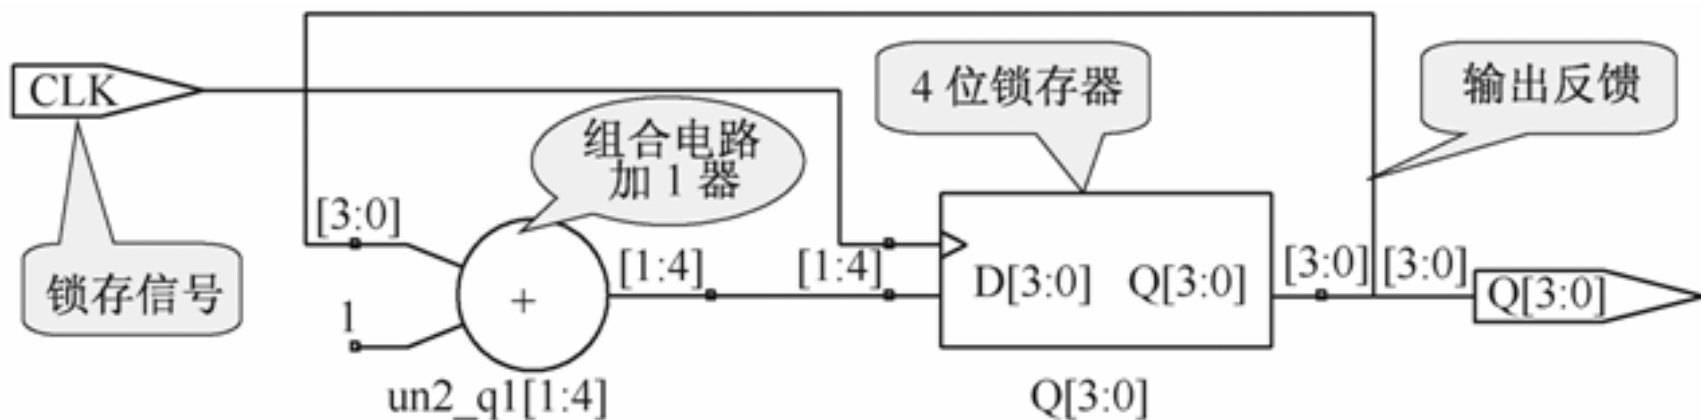 CLK
4 位锁存器
输出反馈
组合电路
加 1 器
[3:0]
[1:4]
[1:4]
[3:0]
[3:0]
锁存信号
1
+
D[3:0]
Q[3:0]
Q[3:0]
un2_q1[1:4]
Q[3:0]